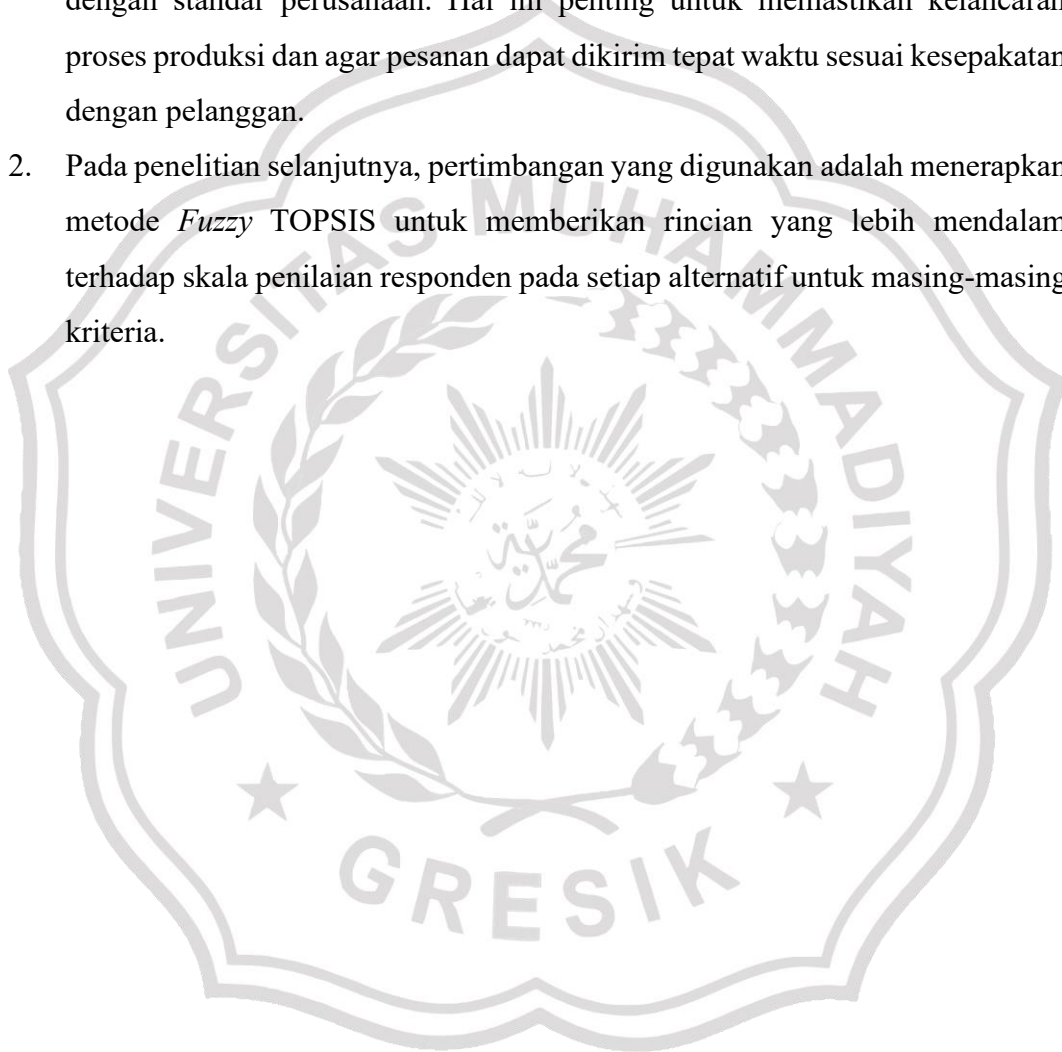 dengan standar perusahaan. Hal ini penting untuk memastikan kelancaran
proses produksi dan agar pesanan dapat dikirim tepat waktu sesuai kesepakatan
dengan pelanggan.
2. Pada penelitian selanjutnya, pertimbangan yang digunakan adalah menerapkan
metode Fuzzy TOPSIS untuk memberikan rincian yang lebih mendalam
terhadap skala penilaian responden pada setiap alternatif untuk masing-masing
kriteria.
UNIVERSITAS MUHAMMADIYAH
GRESIK